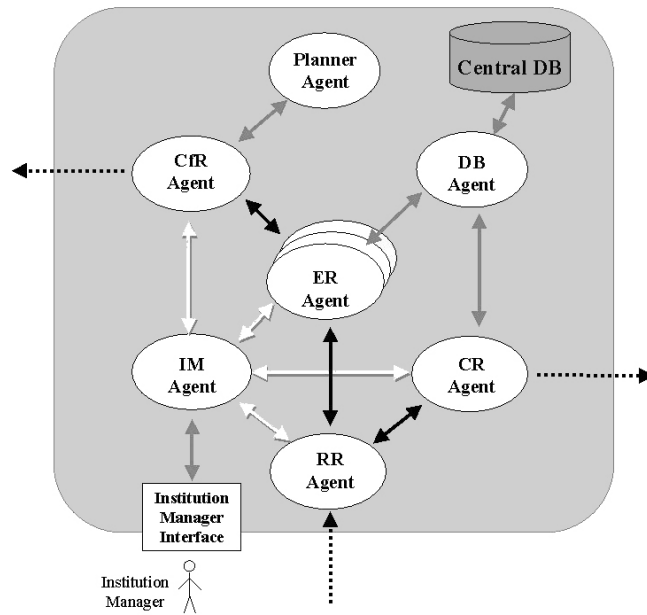 Planner
Agent
Central DB
CfR
Agent
DB
Agent
ER
Agent
IM
Agent
CR
Agent
RR
Agent
Institution
Manager
Interface
Institution
Manager